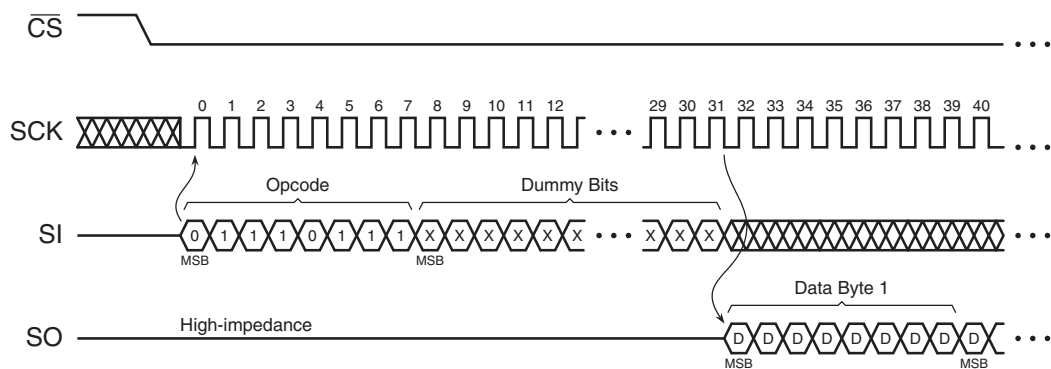 CS
0 1 2 3 4 5 6 7 8 9 10 11 12 29 30 31 32 33 34 35 36 37 38 39 40
SCK
Opcode Dummy Bits
SI 0 1 1 1 0 1 1 1 X X X X X X X X X
MSB MSB
Data Byte 1
High-impedance
SO D D D D D D D D D
MSB MSB